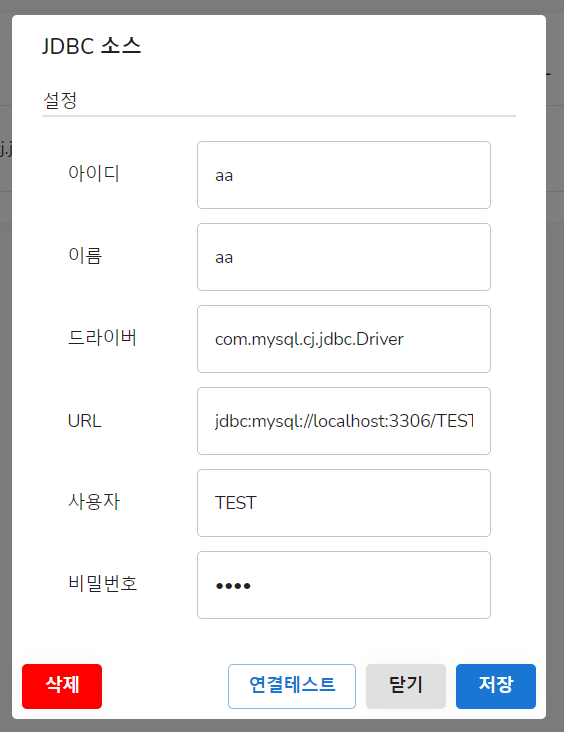 JDBC 소스
설정
아이디 aa
이름 aa
드라이버 com.mysql.cj.jdbc.Driver
URL jdbc:mysql://localhost:3306/TEST
사용자 TEST
비밀번호 ••••
삭제 연결테스트 닫기 저장